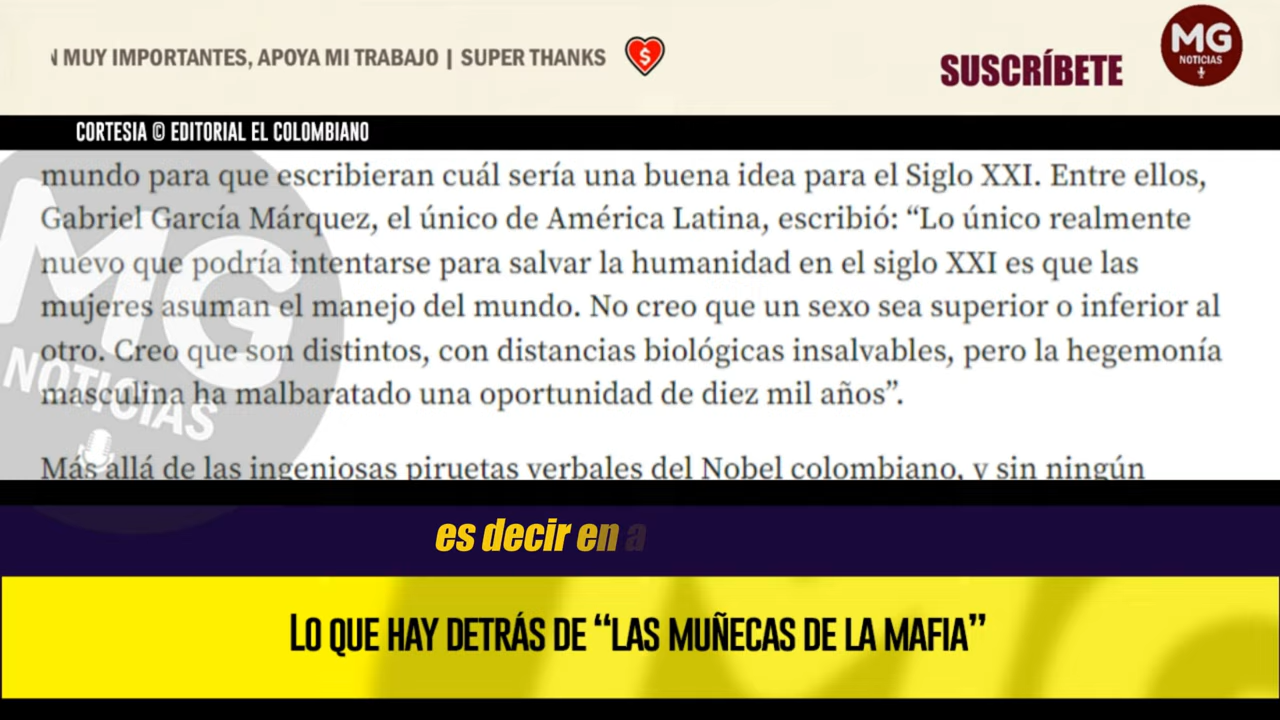 MUY IMPORTANTES, APOYA MI TRABAJO | SUPER THANKS
SUSCRÍBETE
MG
NOTICIAS
CORTESIA © EDITORIAL EL COLOMBIANO
mundo para que escribieran cuál sería una buena idea para el Siglo XXI. Entre ellos,
Gabriel García Márquez, el único de América Latina, escribió: “Lo único realmente
nuevo que podría intentarse para salvar la humanidad en el siglo XXI es que las
mujeres asuman el manejo del mundo. No creo que un sexo sea superior o inferior al
otro. Creo que son distintos, con distancias biológicas insalvables, pero la hegemonía
masculina ha malbaratado una oportunidad de diez mil años”.
Más allá de las ingeniosas piruetas verbales del Nobel colombiano, y sin ningún
MG
NOTICIAS
es decir en a
LO QUE HAY DETRÁS DE “LAS MUÑECAS DE LA MAFIA”